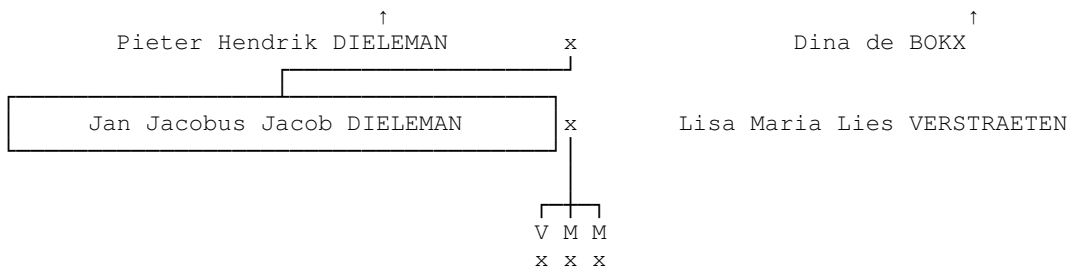 ↑ ↑
Pieter Hendrik DIELEMAN x Dina de BOKX
Jan Jacobus Jacob DIELEMAN x Lisa Maria Lies VERSTRAETEN
V M M
x x x